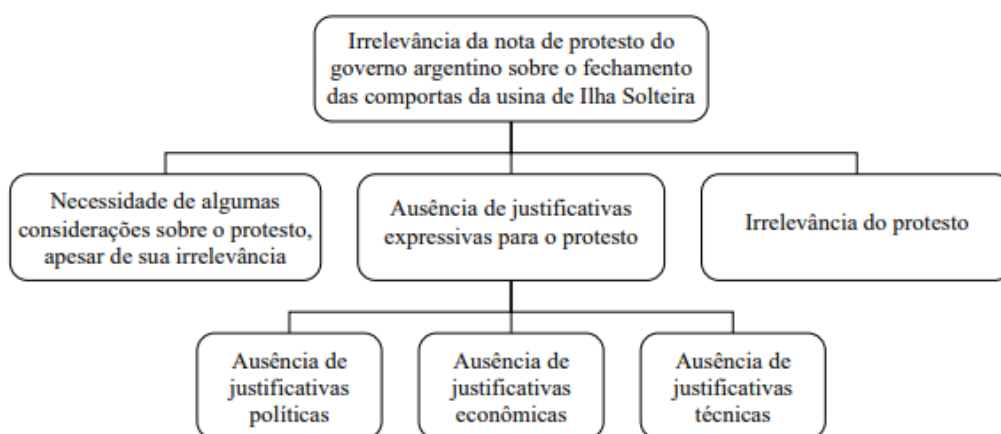 Irrelevância da nota de protesto do
governo argentino sobre o fechamento
das comportas da usina de Ilha Solteira
Necessidade de algumas
considerações sobre o protesto,
apesar de sua irrelevância
Ausência de justificativas
expressivas para o protesto
Irrelevância do protesto
Ausência de
justificativas
políticas
Ausência de
justificativas
econômicas
Ausência de
justificativas
técnicas